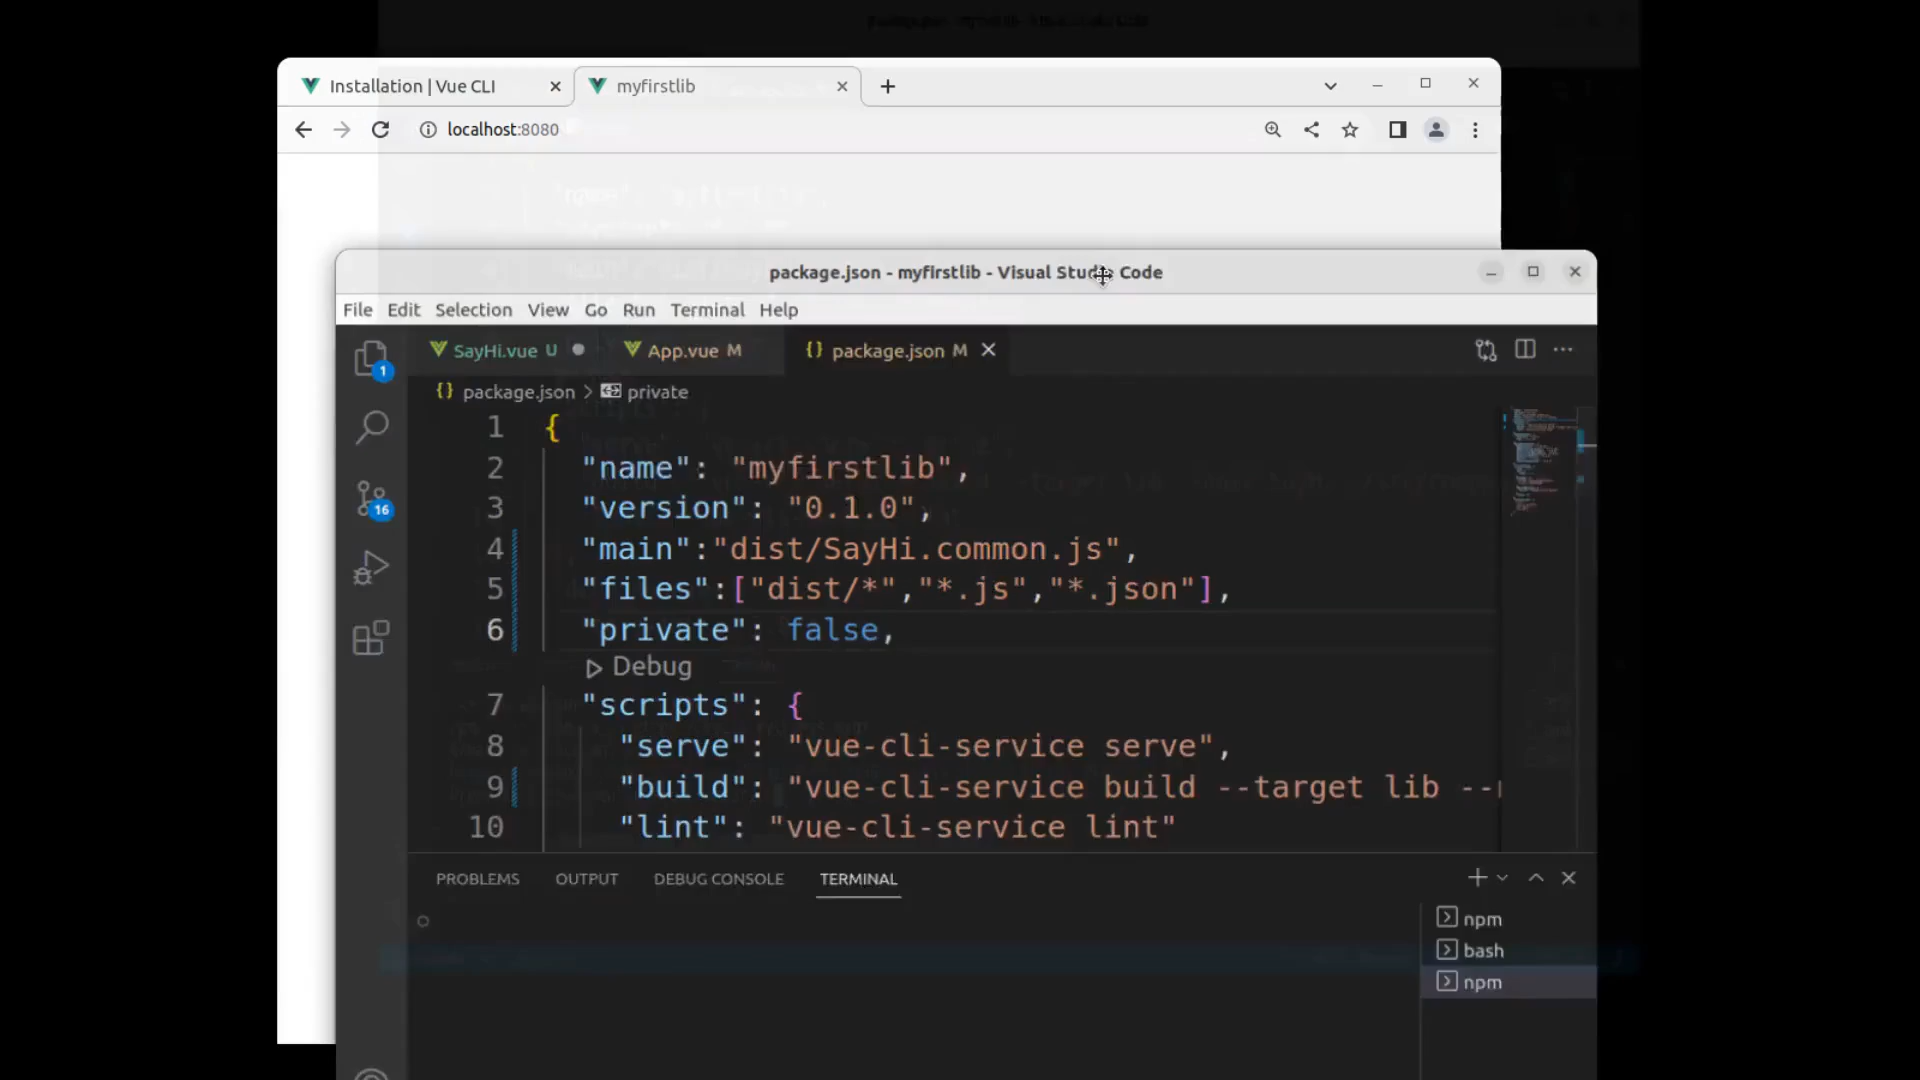 Installation | Vue CLI
myfirstlib
localhost:8080
package.json - myfirstlib - Visual Studio Code
File Edit Selection View Go Run Terminal Help
SayHi.vue U
App.vue M
{} package.json M
{} package.json > private
1
1 {
2 "name": "myfirstlib",
3 "version": "0.1.0",
4 "main":"dist/SayHi.common.js",
16
5 "files":["dist/*","*.js","*.json"],
6 "private": false,
Debug
7 "scripts": {
8 "serve": "vue-cli-service serve",
9 "build": "vue-cli-service build --target lib --
10 "lint": "vue-cli-service lint"
PROBLEMS OUTPUT DEBUG CONSOLE TERMINAL
npm
bash
npm